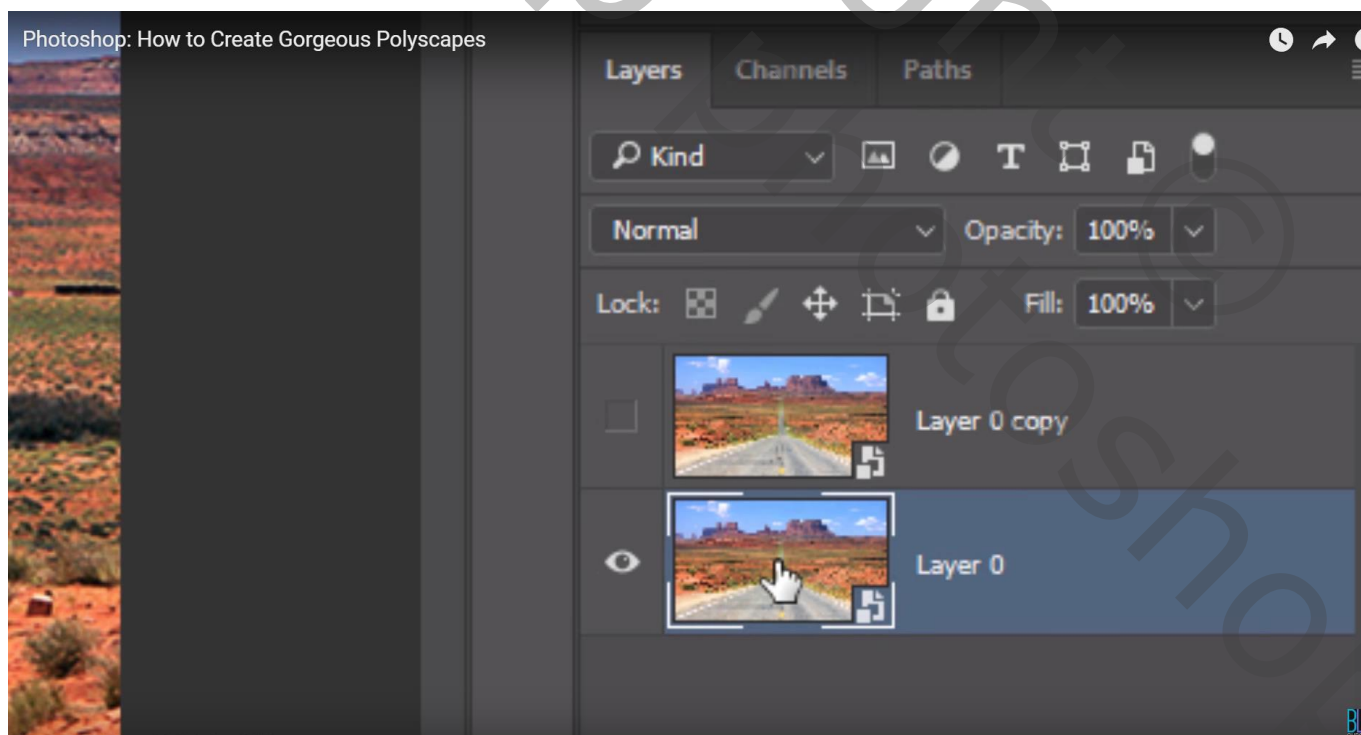 Photoshop: How to Create Gorgeous Polyscapes
Layers Channels Paths
Kind
Normal Opacity: 100%
Lock: Fill: 100%
Layer 0 copy
Layer 0
photosho
©